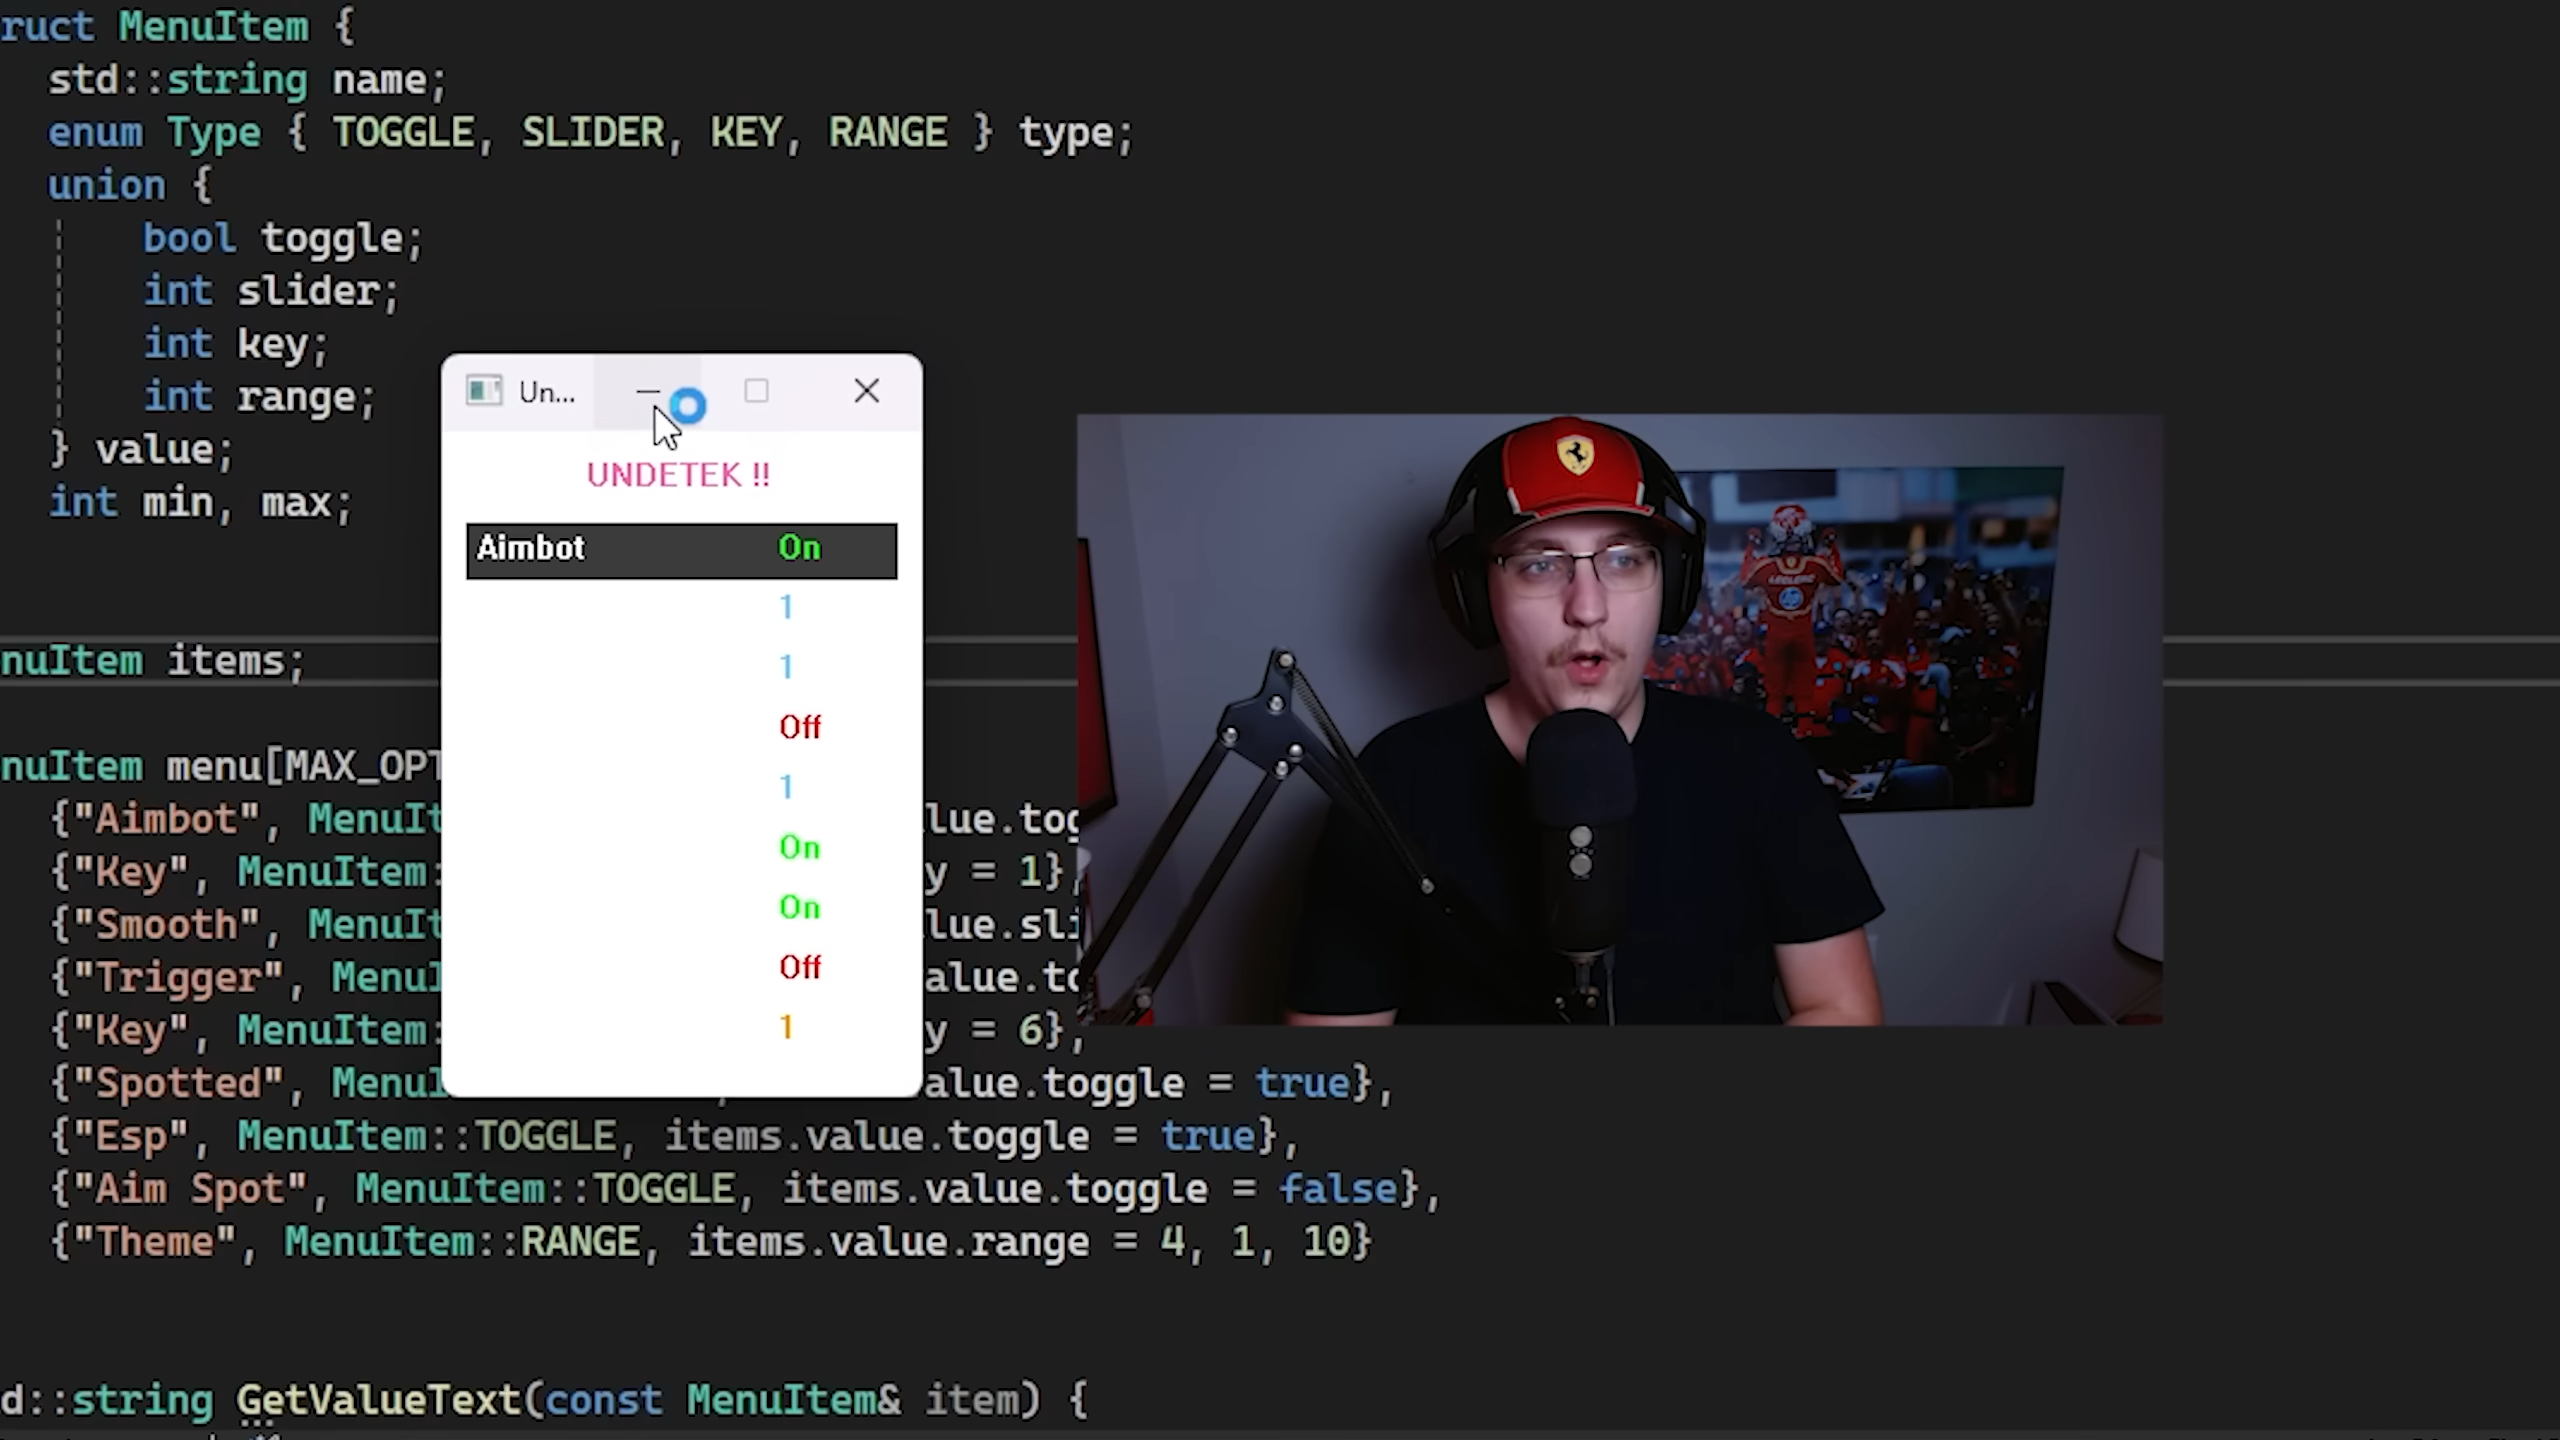 ruct MenuItem {
std::string name;
enum Type { TOGGLE, SLIDER, KEY, RANGE } type;
union {
bool toggle;
int slider;
int key;
int range;
} value;
int min, max;
nuItem items;
nuItem menu[MAX_OPT
{"Aimbot", MenuIt lue.tog
{"Key", MenuItem: y = 1},
{"Smooth", MenuIt lue.sli
{"Trigger", MenuI alue.to
{"Key", MenuItem: y = 6},
{"Spotted", MenuI alue.toggle = true},
{"Esp", MenuItem::TOGGLE, items.value.toggle = true},
{"Aim Spot", MenuItem::TOGGLE, items.value.toggle = false},
{"Theme", MenuItem::RANGE, items.value.range = 4, 1, 10}
d::string GetValueText(const MenuItem& item) {
Un...
UNDETEK !!
Aimbot On
1
1
Off
1
On
On
Off
1
LECLERC
hp